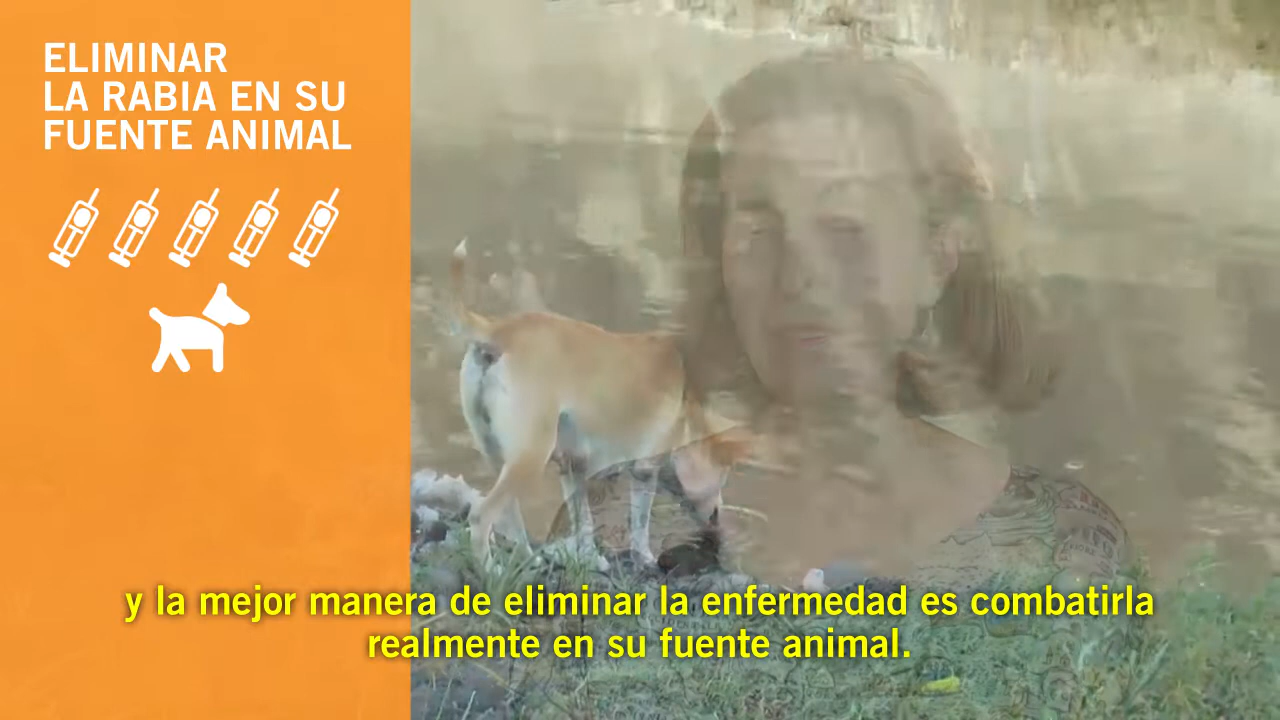 ELIMINAR
LA RABIA EN SU
FUENTE ANIMAL
y la mejor manera de eliminar la enfermedad es combatirla
realmente en su fuente animal.